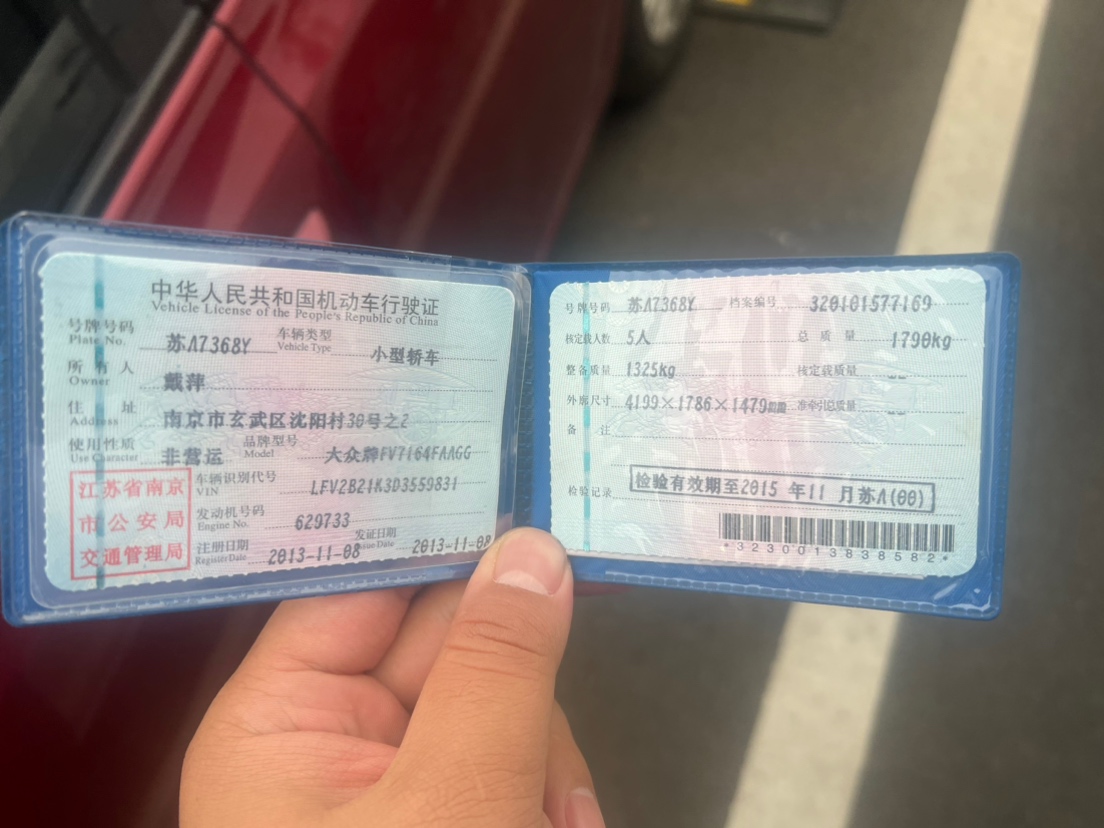 中华人民共和国机动车行驶证
Vehicle License of the People's Republic of China
号牌号码 苏A7368Y 车辆类型 小型轿车
Plate No. Vehicle Type
所有人 戴萍
Owner
住址 南京市玄武区沈阳村30号之2
Address
使用性质 非营运 品牌型号 大众牌FV7164FAAGG
Use Character Model
江苏省南京
市公安局
交通管理局
车辆识别代号 LFV2B21K3D3559831
VIN
发动机号码 629733
Engine No.
注册日期 2013-11-08 发证日期 2013-11-08
Register Date Issue Date
号牌号码 苏A7368Y 档案编号 320101577169
核定载人数 5人 总质量 1790kg
整备质量 1325kg 核定载质量 --
外廓尺寸 4199×1786×1479mm 准牵引总质量 --
备注
检验记录 检验有效期至2015年11月苏A(00)
*3230013838582*